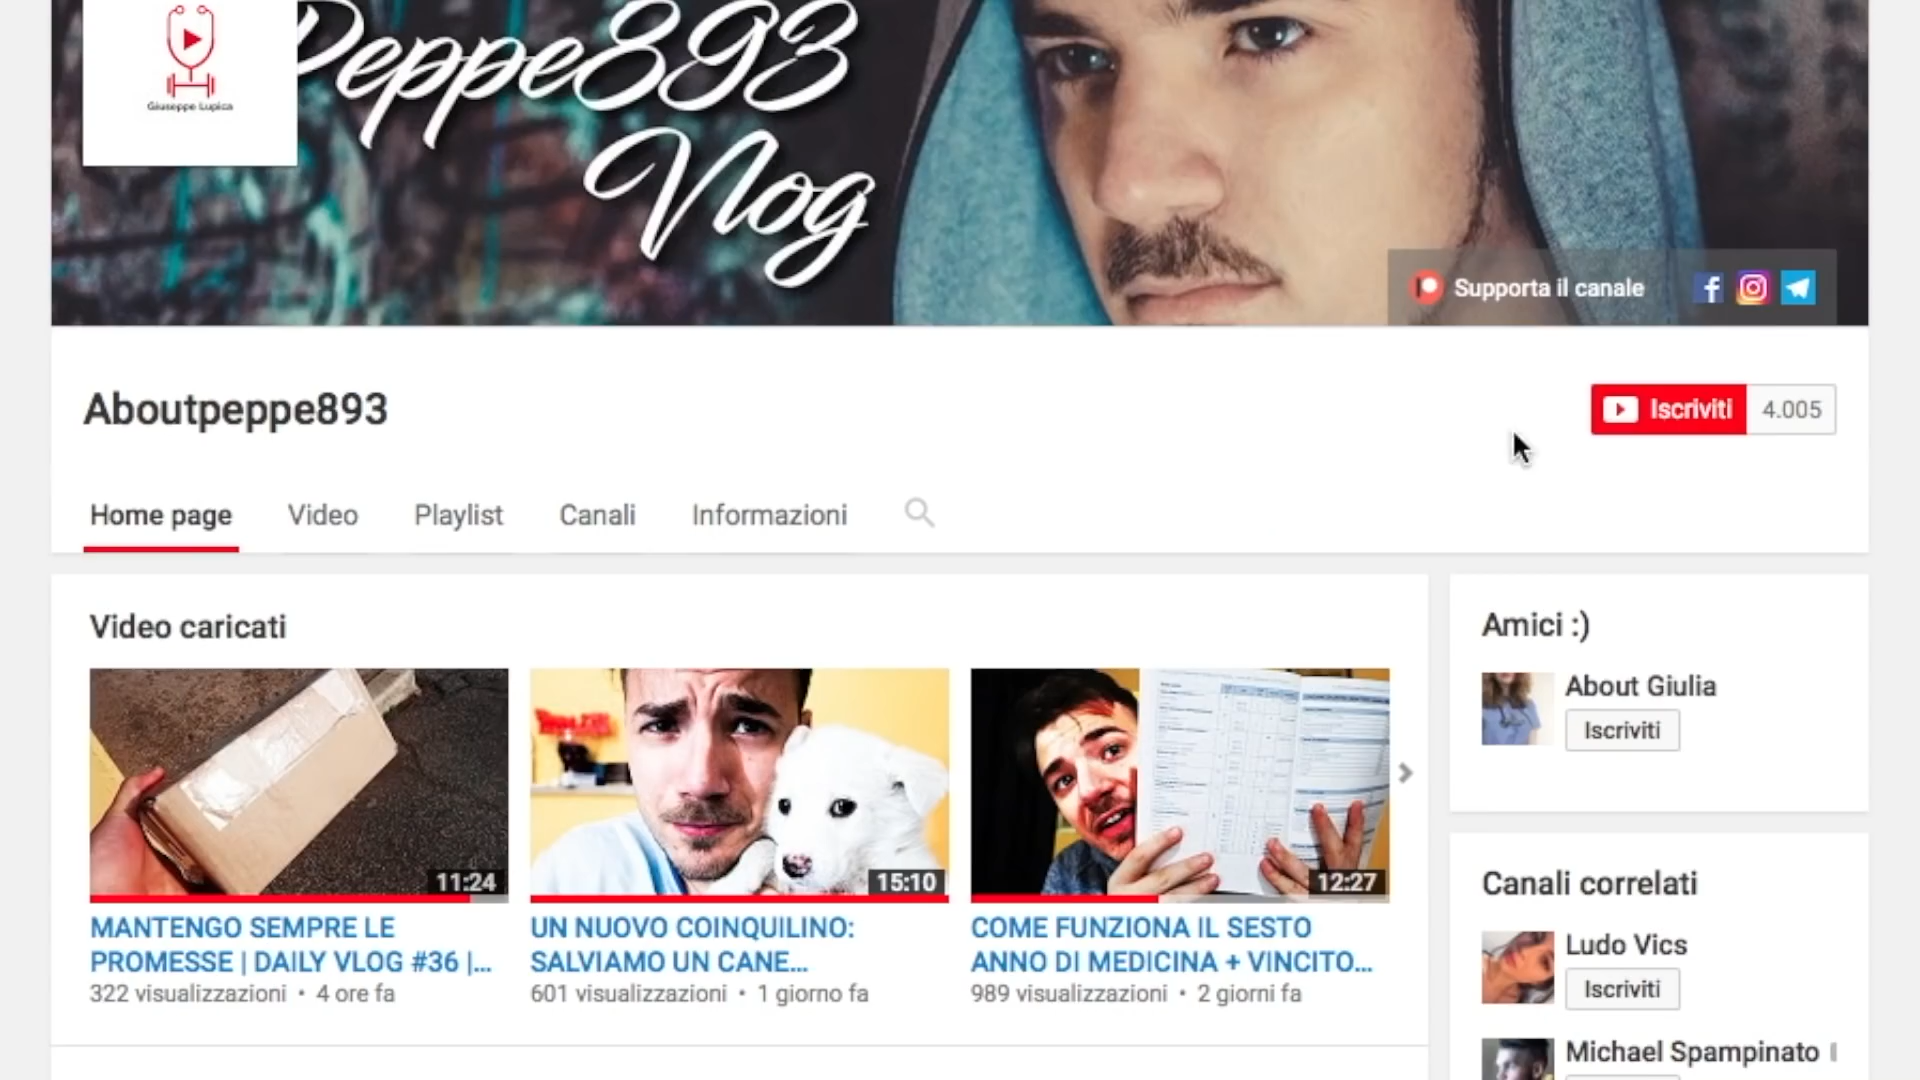 Peppe893
Vlog
Giuseppe Lupica
Supporta il canale
Aboutpeppe893
Iscriviti
4.005
Home page
Video
Playlist
Canali
Informazioni
Video caricati
11:24
MANTENGO SEMPRE LE
PROMESSE | DAILY VLOG #36 |...
322 visualizzazioni • 4 ore fa
15:10
UN NUOVO COINQUILINO:
SALVIAMO UN CANE...
601 visualizzazioni • 1 giorno fa
12:27
COME FUNZIONA IL SESTO
ANNO DI MEDICINA + VINCITO...
989 visualizzazioni • 2 giorni fa
Amici :)
About Giulia
Iscriviti
Canali correlati
Ludo Vics
Iscriviti
Michael Spampinato